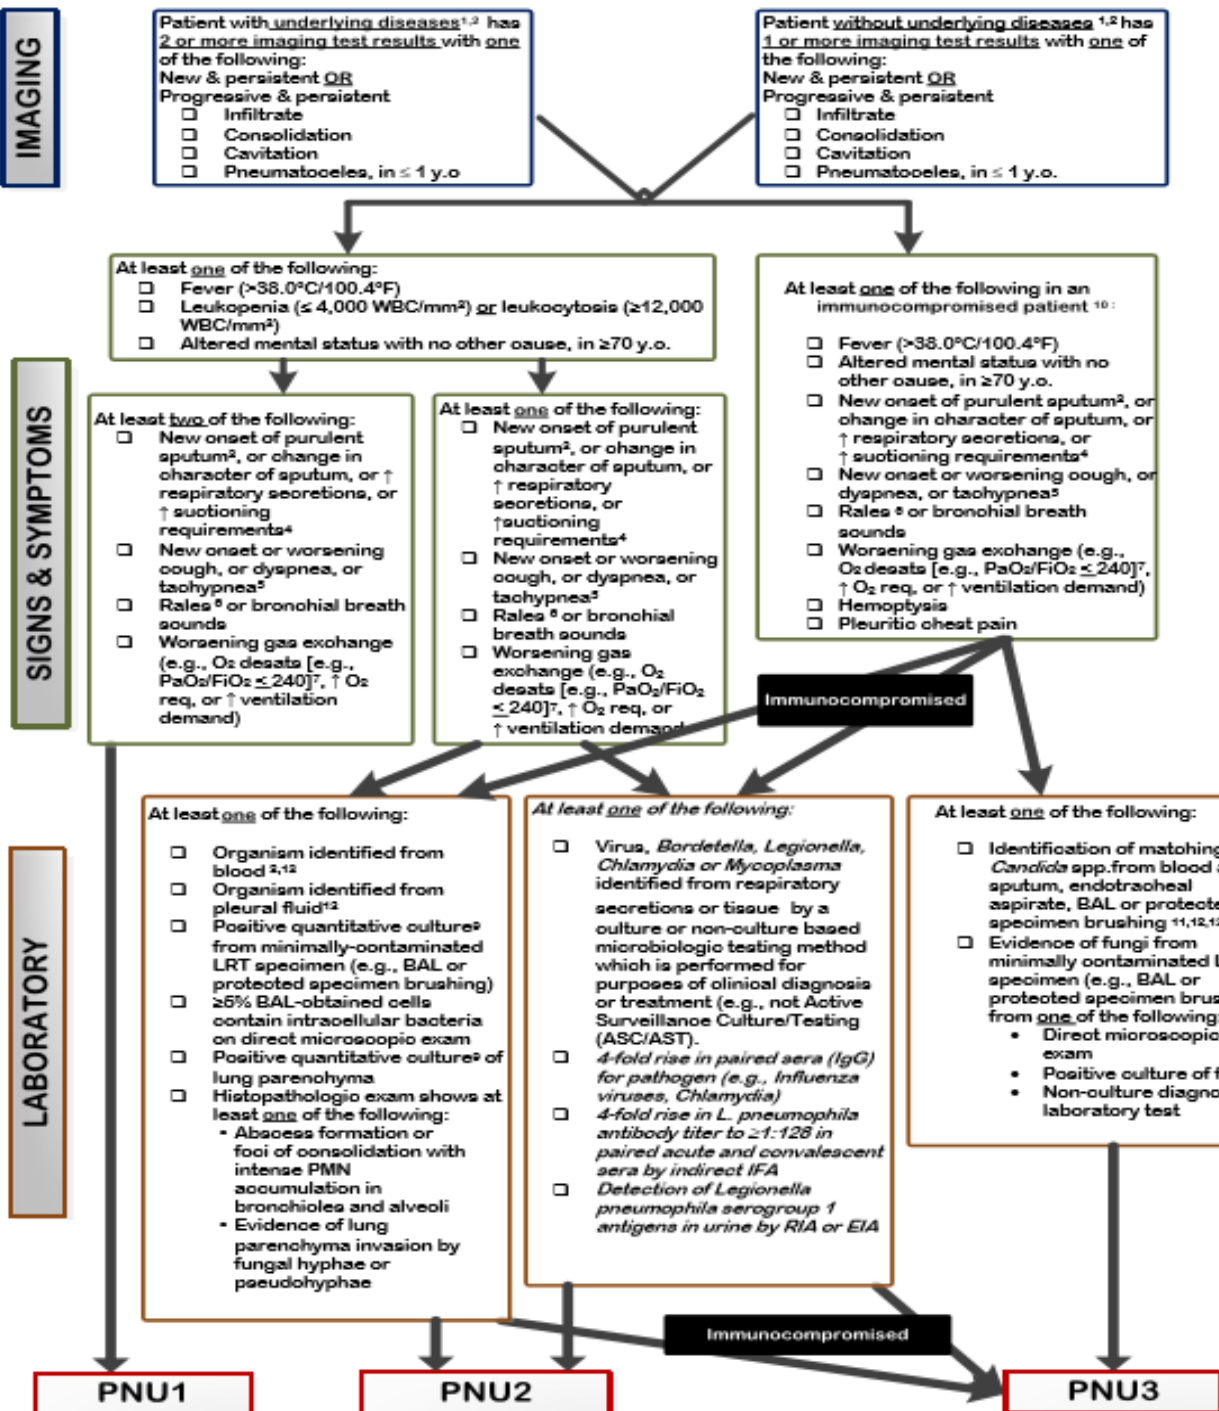 IMAGING
Patient with underlying diseases¹,² has
2 or more imaging test results with one
of the following:
New & persistent OR
Progressive & persistent
❑ Infiltrate
❑ Consolidation
❑ Cavitation
❑ Pneumatoceles, in ≤ 1 y.o
Patient without underlying diseases ¹,² has
1 or more imaging test results with one of
the following:
New & persistent OR
Progressive & persistent
❑ Infiltrate
❑ Consolidation
❑ Cavitation
❑ Pneumatoceles, in ≤ 1 y.o.
SIGNS & SYMPTOMS
At least one of the following:
❑ Fever (>38.0°C/100.4°F)
❑ Leukopenia (≤ 4,000 WBC/mm³) or leukocytosis (≥12,000
WBC/mm³)
❑ Altered mental status with no other cause, in ≥70 y.o.
At least two of the following:
❑ New onset of purulent
sputum³, or change in
character of sputum, or ↑
respiratory secretions, or
↑ suctioning
requirements⁴
❑ New onset or worsening
cough, or dyspnea, or
tachypnea⁵
❑ Rales ⁶ or bronchial breath
sounds
❑ Worsening gas exchange
(e.g., O₂ desats [e.g.,
PaO₂/FiO₂ ≤ 240]⁷, ↑ O₂
req, or ↑ ventilation
demand)
At least one of the following:
❑ New onset of purulent
sputum³, or change in
character of sputum, or
↑ respiratory
secretions, or
↑suctioning
requirements⁴
❑ New onset or worsening
cough, or dyspnea, or
tachypnea⁵
❑ Rales ⁶ or bronchial
breath sounds
❑ Worsening gas
exchange (e.g., O₂
desats [e.g., PaO₂/FiO₂
≤ 240]⁷, ↑ O₂ req, or
↑ ventilation demand
At least one of the following in an
immunocompromised patient ¹⁰ :
❑ Fever (>38.0°C/100.4°F)
❑ Altered mental status with no
other cause, in ≥70 y.o.
❑ New onset of purulent sputum³, or
change in character of sputum, or
↑ respiratory secretions, or
↑ suctioning requirements⁴
❑ New onset or worsening cough, or
dyspnea, or tachypnea⁵
❑ Rales ⁶ or bronchial breath
sounds
❑ Worsening gas exchange (e.g.,
O₂ desats [e.g., PaO₂/FiO₂ ≤ 240]⁷,
↑ O₂ req, or ↑ ventilation demand)
❑ Hemoptysis
❑ Pleuritic chest pain
Immunocompromised
LABORATORY
At least one of the following:
❑ Organism identified from
blood ⁸,¹³
❑ Organism identified from
pleural fluid¹³
❑ Positive quantitative culture⁹
from minimally-contaminated
LRT specimen (e.g., BAL or
protected specimen brushing)
❑ ≥5% BAL-obtained cells
contain intracellular bacteria
on direct microscopic exam
❑ Positive quantitative culture⁹ of
lung parenchyma
❑ Histopathologic exam shows at
least one of the following:
▪ Abscess formation or
foci of consolidation with
intense PMN
accumulation in
bronchioles and alveoli
▪ Evidence of lung
parenchyma invasion by
fungal hyphae or
pseudohyphae
At least one of the following:
❑ Virus, Bordetella, Legionella,
Chlamydia or Mycoplasma
identified from respiratory
secretions or tissue by a
culture or non-culture based
microbiologic testing method
which is performed for
purposes of clinical diagnosis
or treatment (e.g., not Active
Surveillance Culture/Testing
(ASC/AST).
❑ 4-fold rise in paired sera (IgG)
for pathogen (e.g., Influenza
viruses, Chlamydia)
❑ 4-fold rise in L. pneumophila
antibody titer to ≥1:128 in
paired acute and convalescent
sera by indirect IFA
❑ Detection of Legionella
pneumophila serogroup 1
antigens in urine by RIA or EIA
At least one of the following:
❑ Identification of matching
Candida spp.from blood
sputum, endotracheal
aspirate, BAL or
specimen brushing ¹¹,¹²
❑ Evidence of fungi from
minimally contaminated
specimen (e.g., BAL or
protected specimen
from one of the following:
• Direct microscopic
exam
• Positive culture of
• Non-culture
laboratory test
Immunocompromised
PNU1
PNU2
PNU3